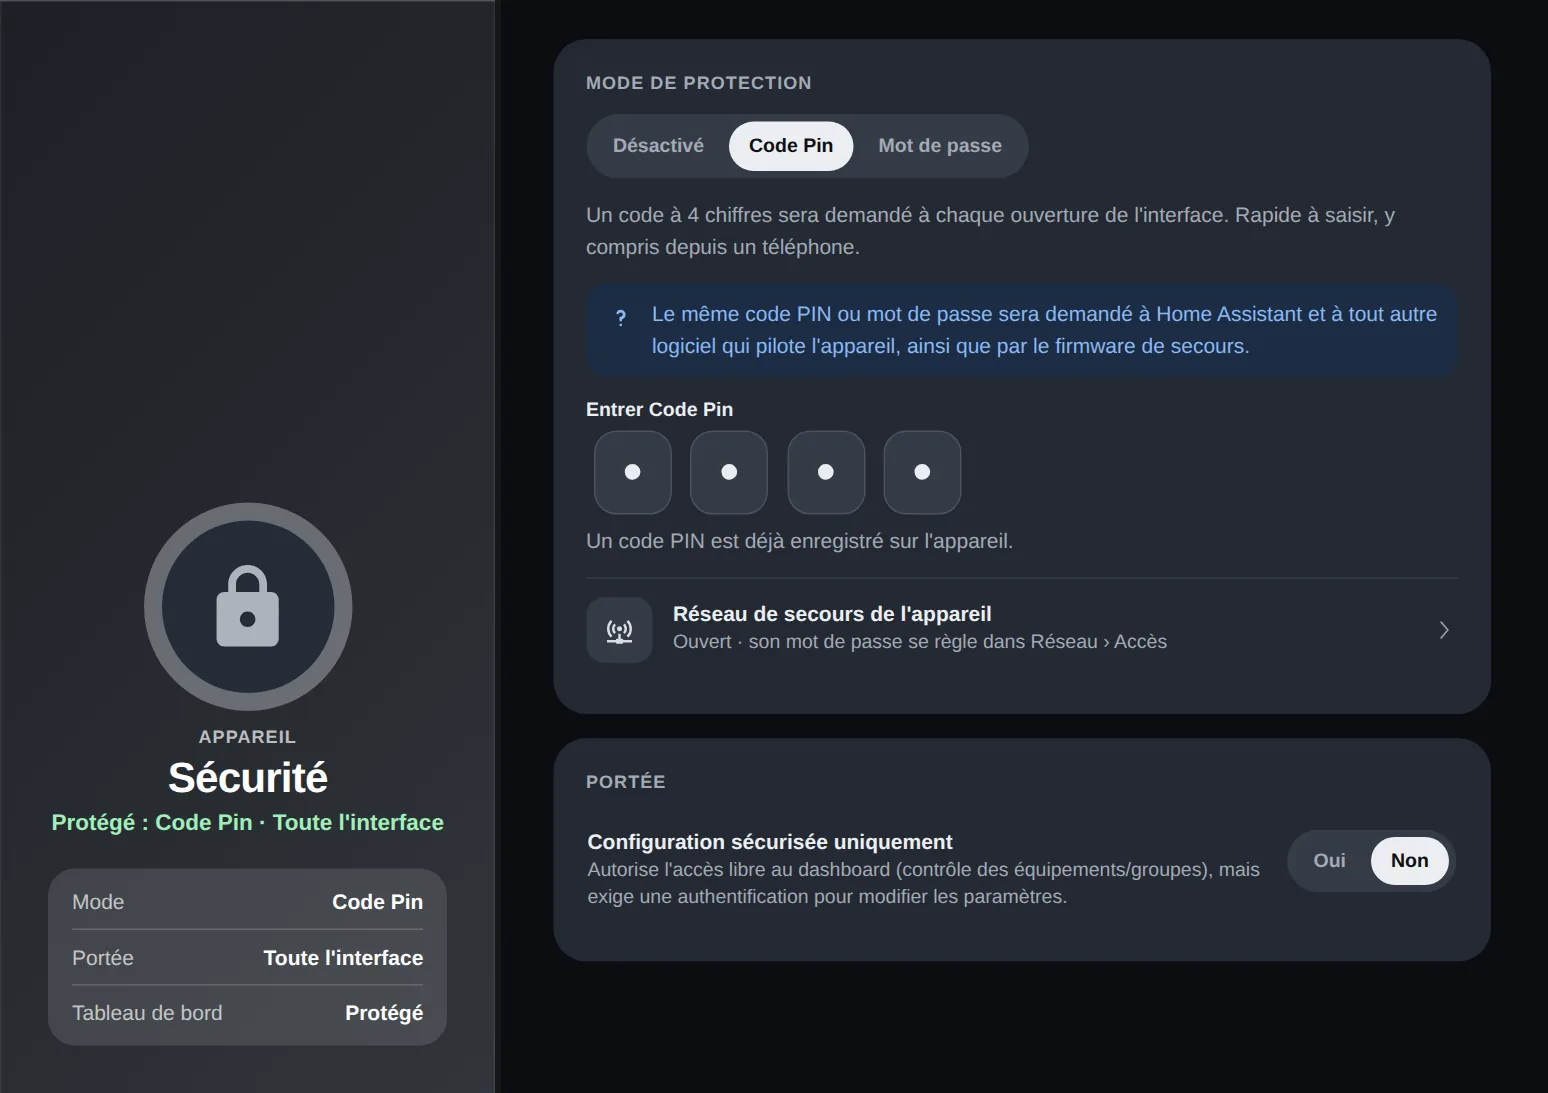 APPAREIL
Sécurité
Protégé : Code Pin · Toute l'interface
Mode Code Pin
Portée Toute l'interface
Tableau de bord Protégé
MODE DE PROTECTION
Désactivé Code Pin Mot de passe
Un code à 4 chiffres sera demandé à chaque ouverture de l'interface. Rapide à saisir, y
compris depuis un téléphone.
? Le même code PIN ou mot de passe sera demandé à Home Assistant et à tout autre
logiciel qui pilote l'appareil, ainsi que par le firmware de secours.
Entrer Code Pin
Un code PIN est déjà enregistré sur l'appareil.
Réseau de secours de l'appareil
Ouvert · son mot de passe se règle dans Réseau › Accès
PORTÉE
Configuration sécurisée uniquement
Autorise l'accès libre au dashboard (contrôle des équipements/groupes), mais
exige une authentification pour modifier les paramètres.
Oui Non